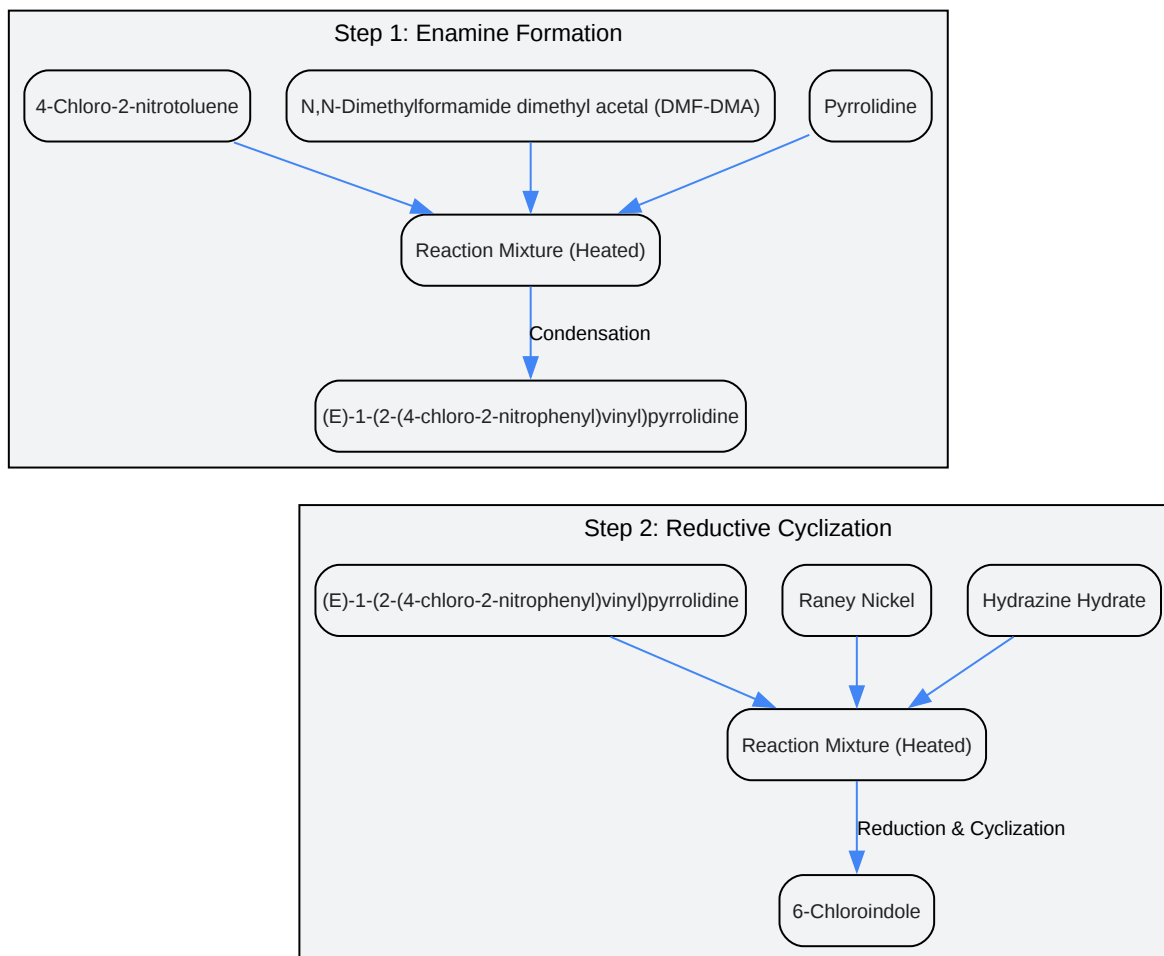 Step 1: Enamine Formation
4-Chloro-2-nitrotoluene
N,N-Dimethylformamide dimethyl acetal (DMF-DMA)
Pyrrolidine
Reaction Mixture (Heated)
Condensation
(E)-1-(2-(4-chloro-2-nitrophenyl)vinyl)pyrrolidine
Step 2: Reductive Cyclization
(E)-1-(2-(4-chloro-2-nitrophenyl)vinyl)pyrrolidine
Raney Nickel
Hydrazine Hydrate
Reaction Mixture (Heated)
Reduction & Cyclization
6-Chloroindole